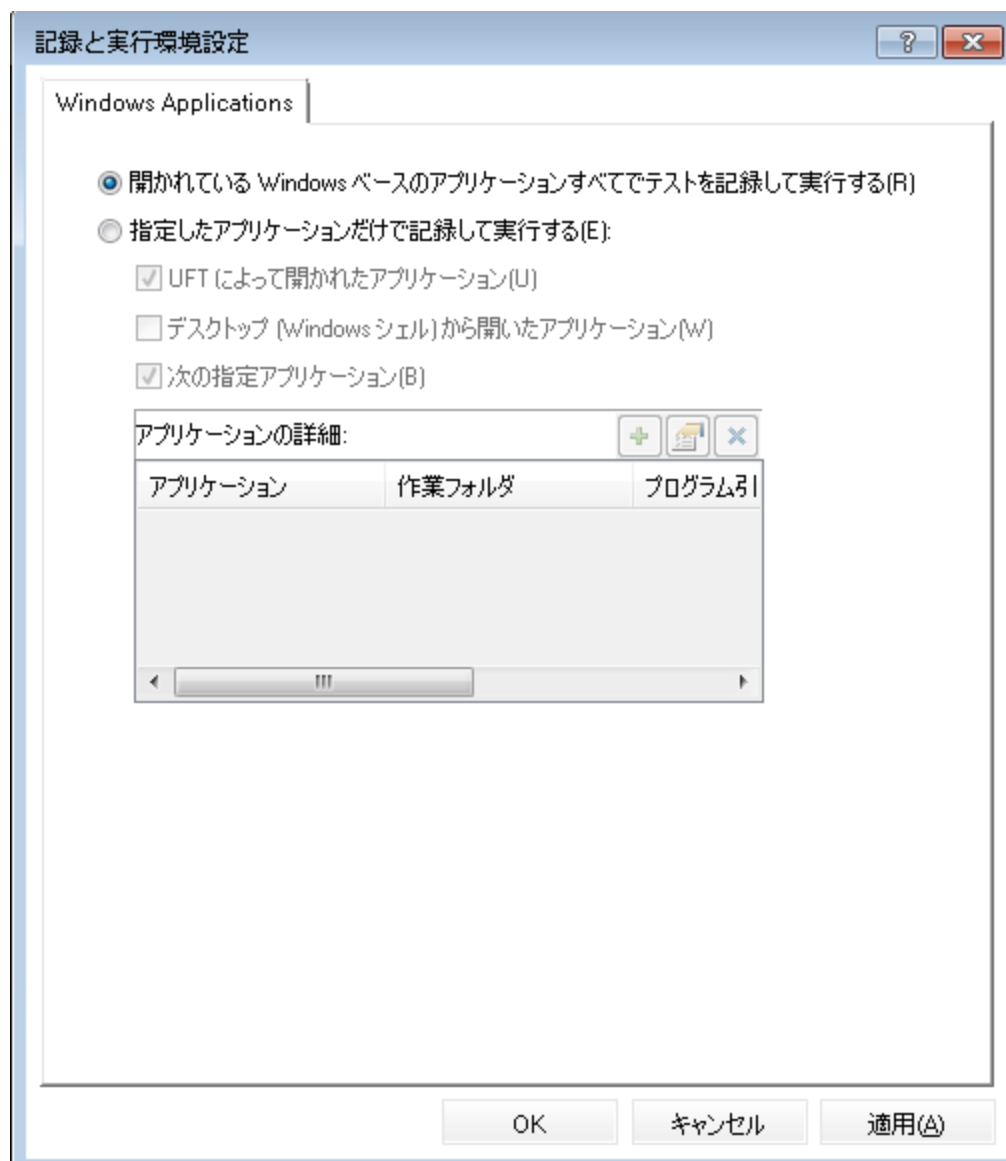 記録と実行環境設定
Windows Applications
開かれている Windows ベースのアプリケーションすべてでテストを記録して実行する(R)
指定したアプリケーションだけで記録して実行する(E):
UFT によって開かれたアプリケーション(U)
デスクトップ (Windows シェル) から開いたアプリケーション(W)
次の指定アプリケーション(B)
アプリケーションの詳細:
アプリケーション 作業フォルダ プログラム引
OK キャンセル 適用(A)